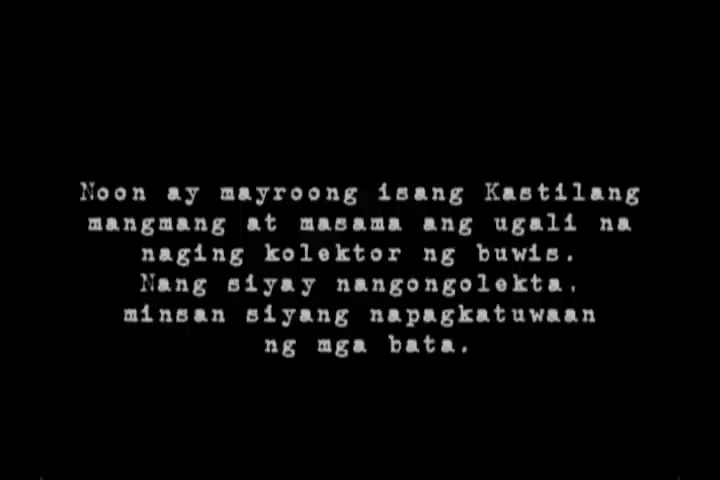 Noon ay mayroong isang Kastilang
mangmang at masama ang ugali na
naging kolektor ng buwis.
Nang siyay nangongolekta,
minsan siyang napagkatuwaan
ng mga bata.